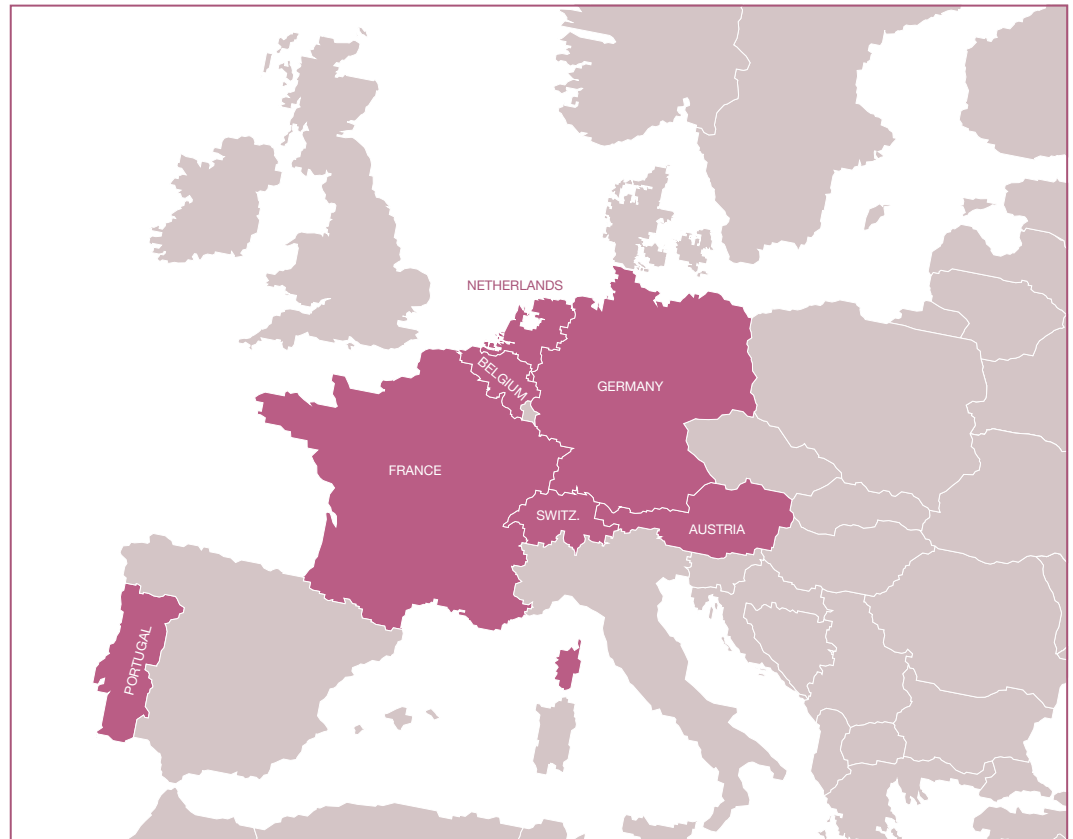 NETHERLANDS
BELGIUM
GERMANY
FRANCE
SWITZ.
AUSTRIA
PORTUGAL